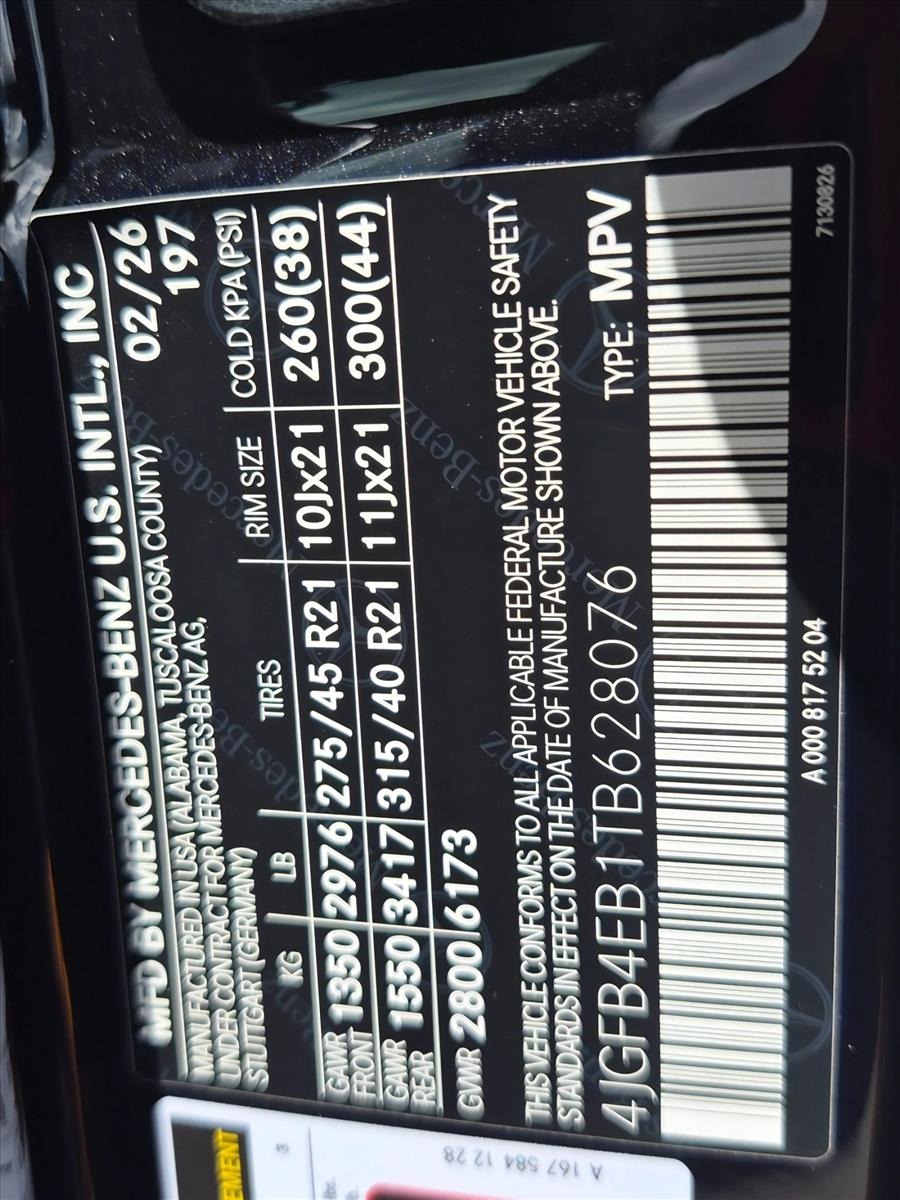 MFD BY MERCEDES-BENZ U.S. INTL., INC
MANUFACTURED IN USA (ALABAMA, TUSCALOOSA COUNTY) 02/26
UNDER CONTRACT FOR MERCEDES-BENZ AG, 197
STUTTGART (GERMANY)
KG LB TIRES RIM SIZE COLD KPA (PSI)
GAWR FRONT 1350 2976 275/45 R21 10Jx21 260(38)
GAWR REAR 1550 3417 315/40 R21 11Jx21 300(44)
GVWR 2800 6173
THIS VEHICLE CONFORMS TO ALL APPLICABLE FEDERAL MOTOR VEHICLE SAFETY
STANDARDS IN EFFECT ON THE DATE OF MANUFACTURE SHOWN ABOVE.
4JGFB4EB1TB628076 TYPE: MPV
A 000 817 52 04
7130826
A 167 584 12 28